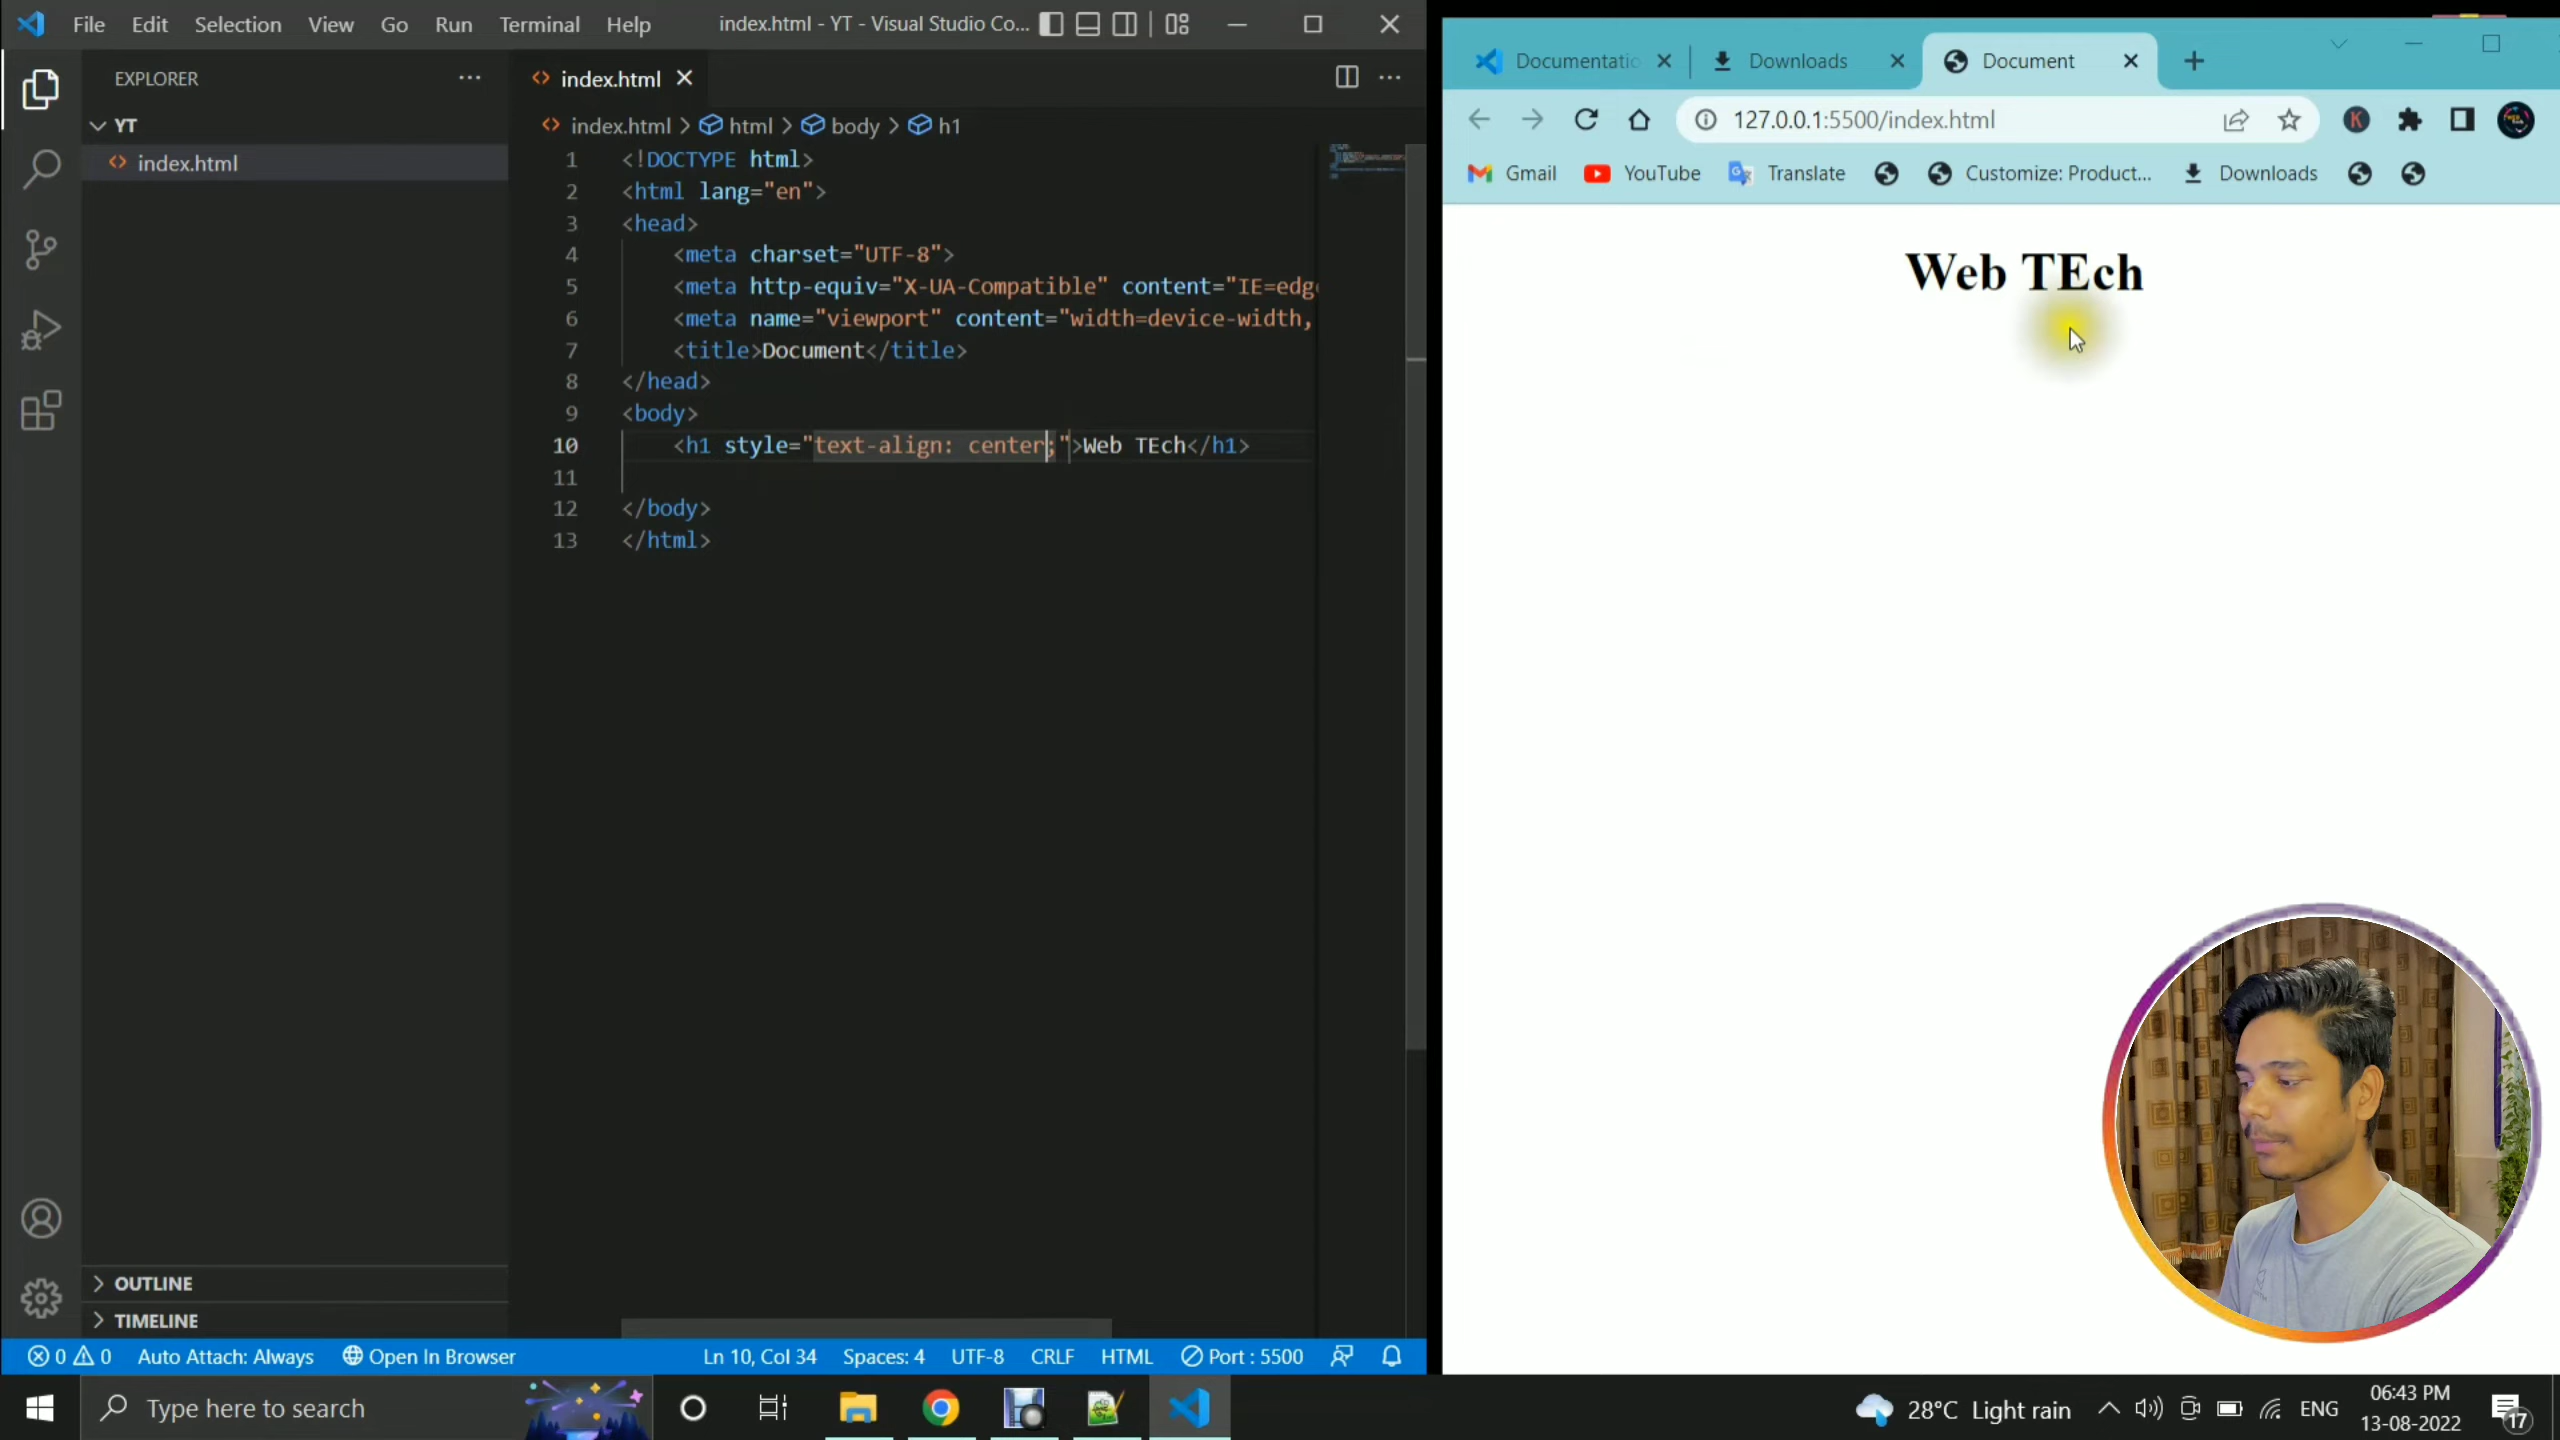 File Edit Selection View Go Run Terminal Help index.html - YT - Visual Studio Co...
EXPLORER
YT
index.html
index.html
index.html > html > body > h1
1 <!DOCTYPE html>
2 <html lang="en">
3 <head>
4 <meta charset="UTF-8">
5 <meta http-equiv="X-UA-Compatible" content="IE=edg
6 <meta name="viewport" content="width=device-width,
7 <title>Document</title>
8 </head>
9 <body>
10 <h1 style="text-align: center;">Web TEch</h1>
11
12 </body>
13 </html>
OUTLINE
TIMELINE
0 0 Auto Attach: Always Open In Browser Ln 10, Col 34 Spaces: 4 UTF-8 CRLF HTML Port : 5500
Documentatio Downloads Document
127.0.0.1:5500/index.html K
Gmail YouTube Translate Customize: Product... Downloads
Web TEch
Type here to search
28°C Light rain ENG 06:43 PM
13-08-2022 17